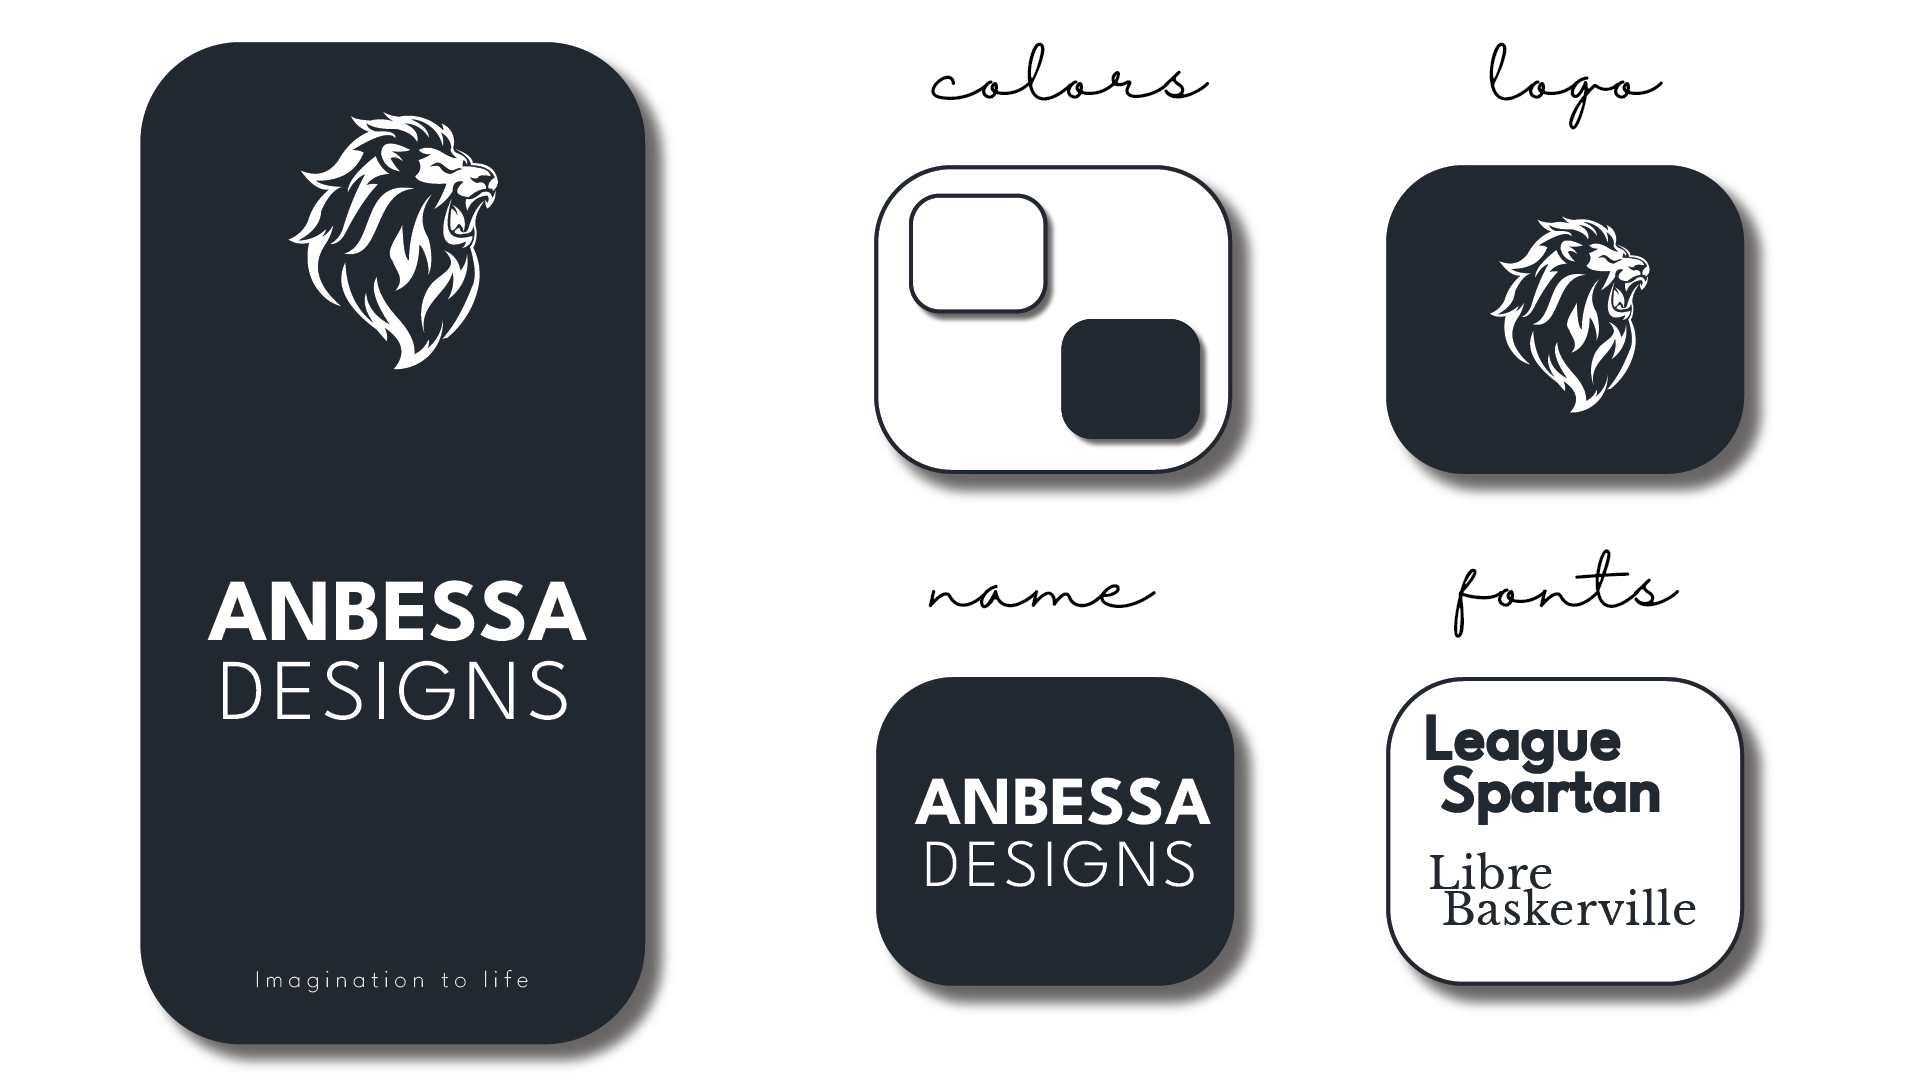 ANBESSA
DESIGNS
Imagination to life
colors
logo
name
ANBESSA
DESIGNS
fonts
League
Spartan
Libre
Baskerville